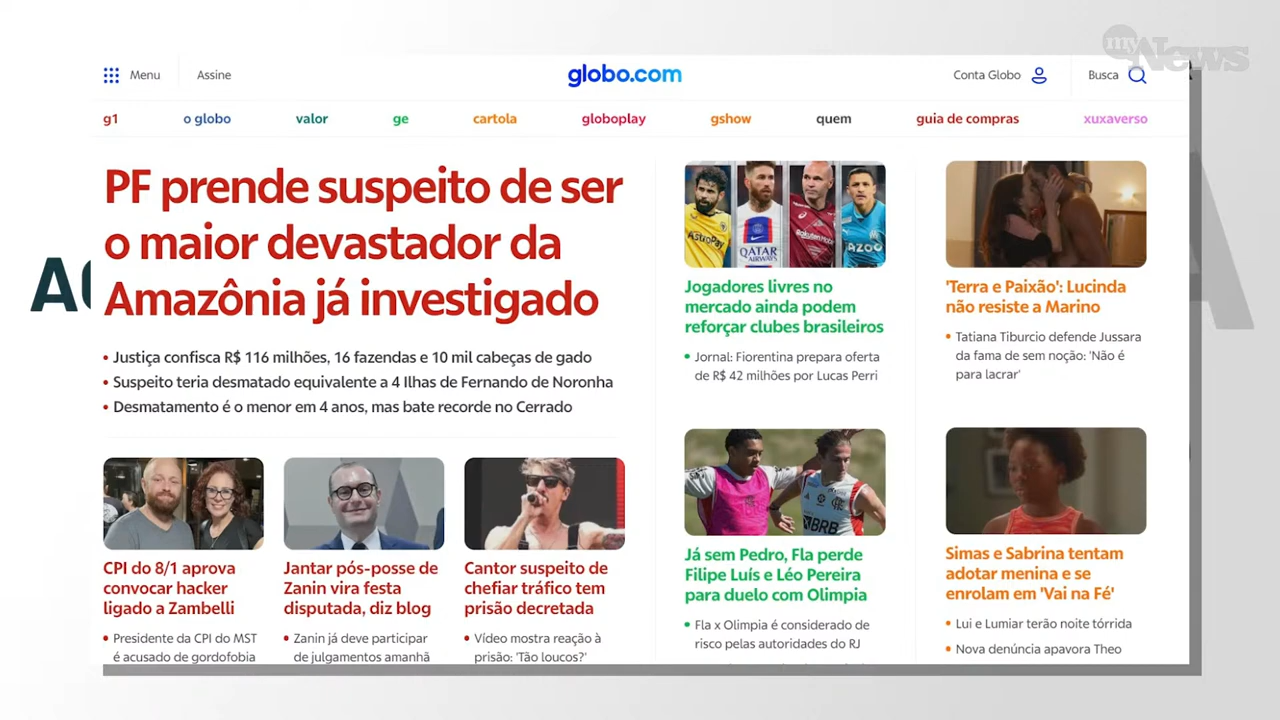 my
News
Menu
Assine
globo.com
Conta Globo
Busca
g1
o globo
valor
ge
cartola
globoplay
gshow
quem
guia de compras
xuxaverso
PF prende suspeito de ser
o maior devastador da
Amazônia já investigado
• Justiça confisca R$ 116 milhões, 16 fazendas e 10 mil cabeças de gado
• Suspeito teria desmatado equivalente a 4 Ilhas de Fernando de Noronha
• Desmatamento é o menor em 4 anos, mas bate recorde no Cerrado
CPI do 8/1 aprova
convocar hacker
ligado a Zambelli
• Presidente da CPI do MST
é acusado de gordofobia
Jantar pós-posse de
Zanin vira festa
disputada, diz blog
• Zanin já deve participar
de julgamentos amanhã
Cantor suspeito de
chefiar tráfico tem
prisão decretada
• Vídeo mostra reação à
prisão: 'Tão loucos?'
AstroPay
QATAR
AIRWAYS
Jogadores livres no
mercado ainda podem
reforçar clubes brasileiros
• Jornal: Fiorentina prepara oferta
de R$ 42 milhões por Lucas Perri
BRB
Já sem Pedro, Fla perde
Filipe Luís e Léo Pereira
para duelo com Olimpia
• Fla x Olimpia é considerado de
risco pelas autoridades do RJ
'Terra e Paixão': Lucinda
não resiste a Marino
• Tatiana Tiburcio defende Jussara
da fama de sem noção: 'Não é
para lacrar'
Simas e Sabrina tentam
adotar menina e se
enrolam em 'Vai na Fé'
• Lui e Lumiar terão noite tórrida
• Nova denúncia apavora Theo